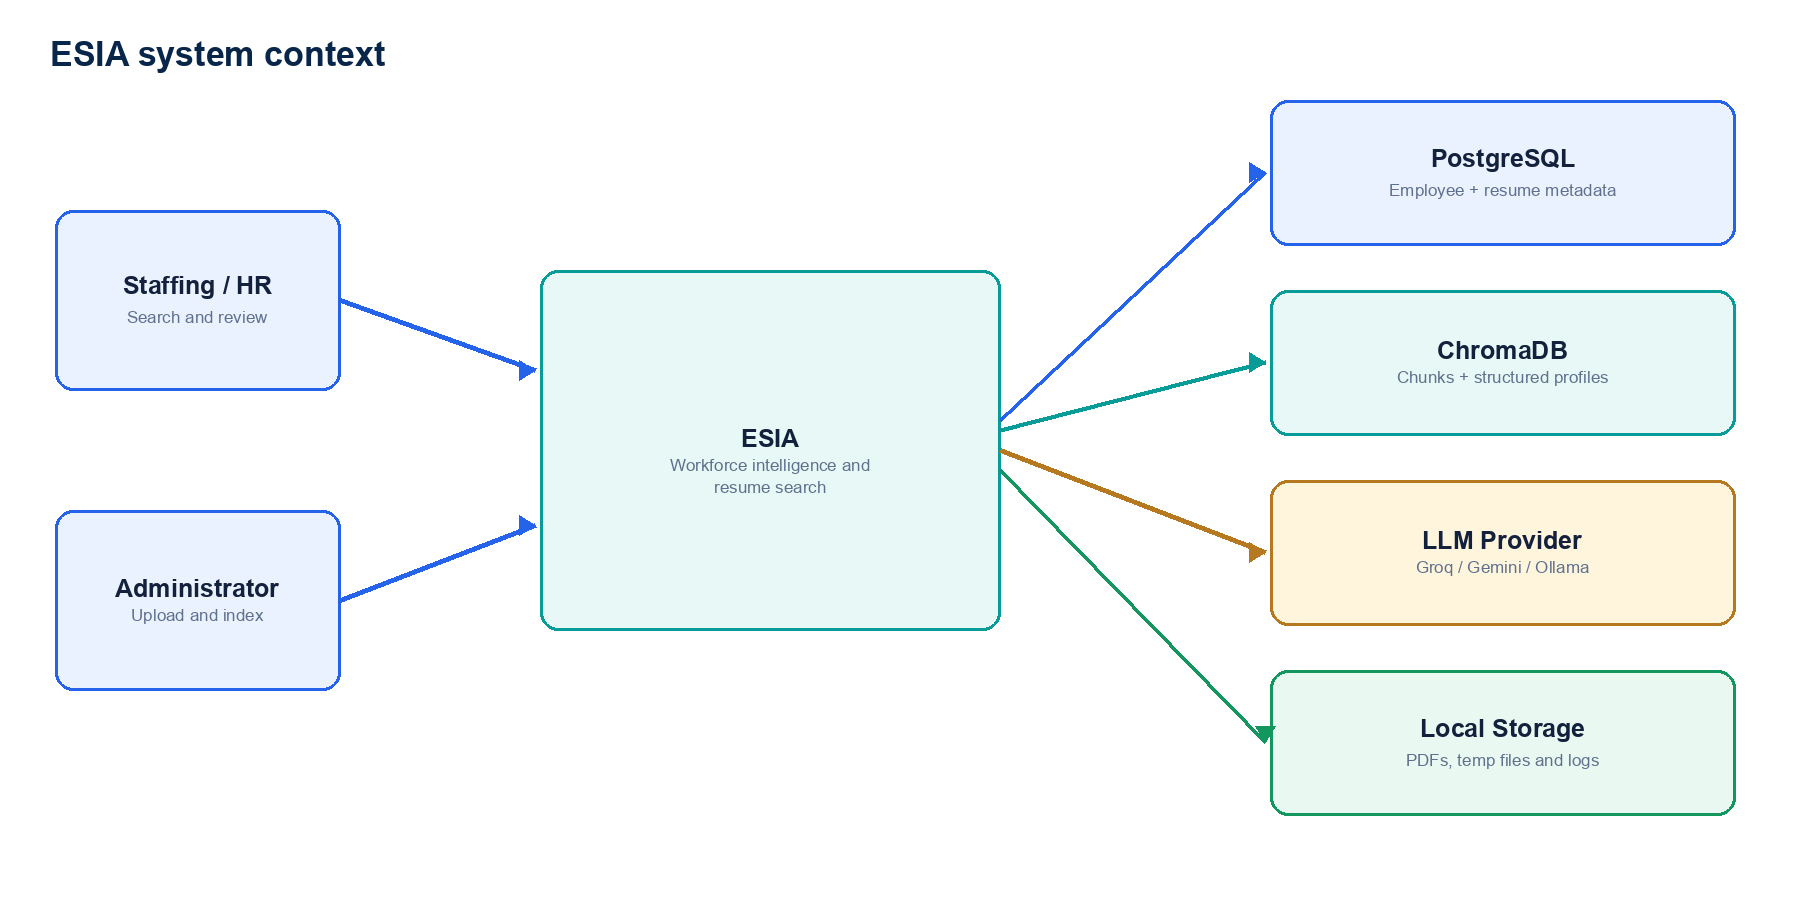 ESIA system context
Staffing / HR
Search and review
Administrator
Upload and index
ESIA
Workforce intelligence and
resume search
PostgreSQL
Employee + resume metadata
ChromaDB
Chunks + structured profiles
LLM Provider
Groq / Gemini / Ollama
Local Storage
PDFs, temp files and logs